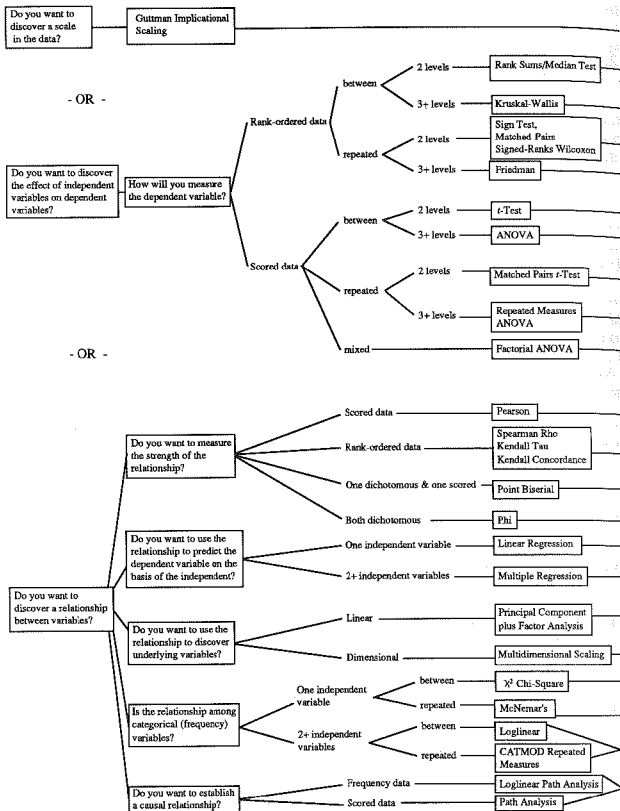 Do you want to
discover a scale
in the data?
Guttman Implicational
Scaling
- OR -
Do you want to discover
the effect of independent
variables on dependent
variables?
How will you measure
the dependent variable?
Rank-ordered data
between
2 levels
Rank Sums/Median Test
3+ levels
Kruskal-Wallis
repeated
2 levels
Sign Test,
Matched Pairs
Signed-Ranks Wilcoxon
3+ levels
Friedman
Scored data
between
2 levels
t-Test
3+ levels
ANOVA
repeated
2 levels
Matched Pairs t-Test
3+ levels
Repeated Measures
ANOVA
mixed
Factorial ANOVA
- OR -
Do you want to
discover a relationship
between variables?
Do you want to measure
the strength of the
relationship?
Scored data
Pearson
Rank-ordered data
Spearman Rho
Kendall Tau
Kendall Concordance
One dichotomous & one scored
Point Biserial
Both dichotomous
Phi
Do you want to use the
relationship to predict the
dependent variable on the
basis of the independent?
One independent variable
Linear Regression
2+ independent variables
Multiple Regression
Do you want to use the
relationship to discover
underlying variables?
Linear
Principal Component
plus Factor Analysis
Dimensional
Multidimensional Scaling
Is the relationship among
categorical (frequency)
variables?
One independent
variable
between
χ² Chi-Square
repeated
McNemar's
2+ independent
variables
between
Loglinear
repeated
CATMOD Repeated
Measures
Do you want to establish
a causal relationship?
Frequency data
Loglinear Path Analysis
Scored data
Path Analysis